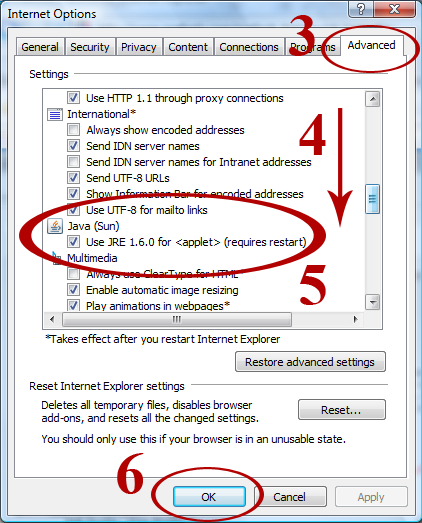 Internet Options
?
X
3
General
Security
Privacy
Content
Connections
Programs
Advanced
Settings
Use HTTP 1.1 through proxy connections
International*
Always show encoded addresses
Send IDN server names
Send IDN server names for Intranet addresses
Send UTF-8 URLs
Show Information Bar for encoded addresses
Use UTF-8 for mailto links
Java (Sun)
Use JRE 1.6.0 for <applet> (requires restart)
Multimedia
Always use ClearType for HTML
Enable automatic image resizing
Play animations in webpages*
4
5
*Takes effect after you restart Internet Explorer
Restore advanced settings
Reset Internet Explorer settings
Deletes all temporary files, disables browser
add-ons, and resets all the changed settings.
Reset...
You should only use this if your browser is in an unusable state.
6
OK
Cancel
Apply